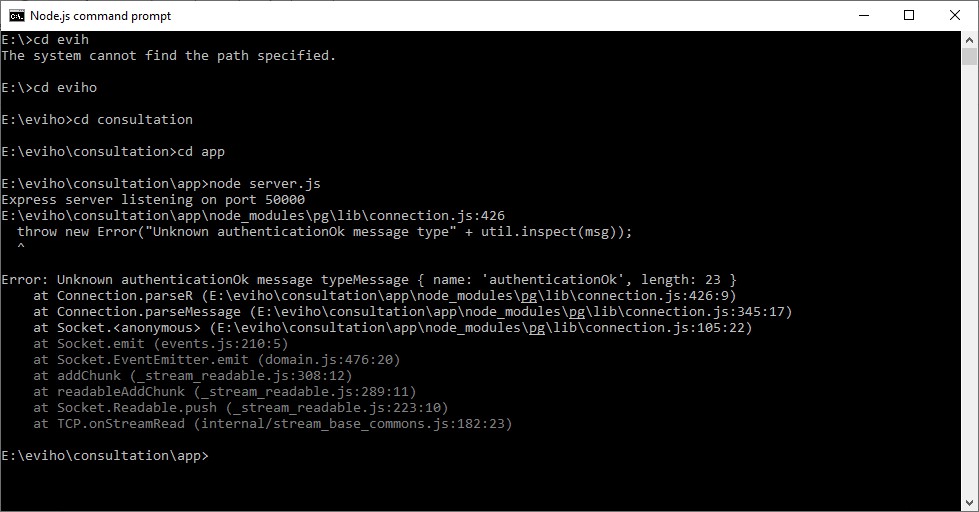 Node.js command prompt
E:\>cd evih
The system cannot find the path specified.
E:\>cd eviho
E:\eviho>cd consultation
E:\eviho\consultation>cd app
E:\eviho\consultation\app>node server.js
Express server listening on port 50000
E:\eviho\consultation\app\node_modules\pg\lib\connection.js:426
  throw new Error("Unknown authenticationOk message type" + util.inspect(msg));
  ^
Error: Unknown authenticationOk message typeMessage { name: 'authenticationOk', length: 23 }
    at Connection.parseR (E:\eviho\consultation\app\node_modules\pg\lib\connection.js:426:9)
    at Connection.parseMessage (E:\eviho\consultation\app\node_modules\pg\lib\connection.js:345:17)
    at Socket.<anonymous> (E:\eviho\consultation\app\node_modules\pg\lib\connection.js:105:22)
    at Socket.emit (events.js:210:5)
    at Socket.EventEmitter.emit (domain.js:476:20)
    at addChunk (_stream_readable.js:308:12)
    at readableAddChunk (_stream_readable.js:289:11)
    at Socket.Readable.push (_stream_readable.js:223:10)
    at TCP.onStreamRead (internal/stream_base_commons.js:182:23)
E:\eviho\consultation\app>